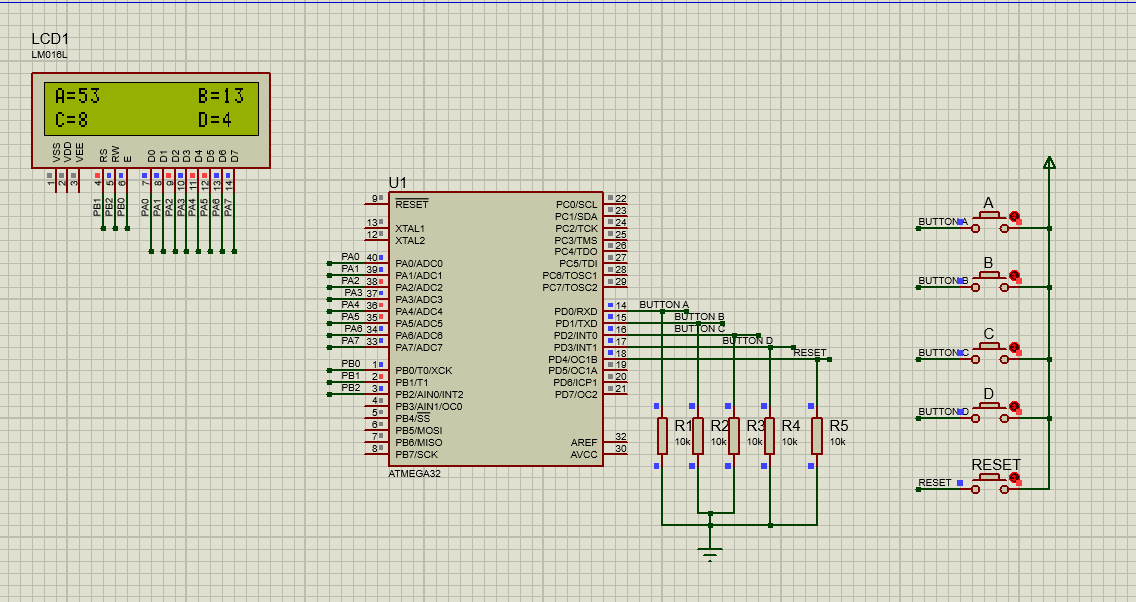 LCD1
LM016L
A=53 B=13
C=8 D=4
VSS VDD VEE RS RW E D0 D1 D2 D3 D4 D5 D6 D7
1 2 3 4 5 6 7 8 9 10 11 12 13 14
PB1 PB2 PB0 PA0 PA1 PA2 PA3 PA4 PA5 PA6 PA7
U1
9 RESET PC0/SCL 22
PC1/SDA 23
13 XTAL1 PC2/TCK 24
12 XTAL2 PC3/TMS 25
PC4/TDO 26
PA0 40 PA0/ADC0 PC5/TDI 27
PA1 39 PA1/ADC1 PC6/TOSC1 28
PA2 38 PA2/ADC2 PC7/TOSC2 29
PA3 37 PA3/ADC3
PA4 36 PA4/ADC4 PD0/RXD 14 BUTTON A
PA5 35 PA5/ADC5 PD1/TXD 15 BUTTON B
PA6 34 PA6/ADC6 PD2/INT0 16 BUTTON C
PA7 33 PA7/ADC7 PD3/INT1 17 BUTTON D
PD4/OC1B 18 RESET
PB0 1 PB0/T0/XCK PD5/OC1A 19
PB1 2 PB1/T1 PD6/ICP1 20
PB2 3 PB2/AIN0/INT2 PD7/OC2 21
4 PB3/AIN1/OC0
5 PB4/SS
6 PB5/MOSI
7 PB6/MISO AREF 32
8 PB7/SCK AVCC 30
ATMEGA32
R1 R2 R3 R4 R5
10k 10k 10k 10k 10k
A
BUTTON A
B
BUTTON B
C
BUTTON C
D
BUTTON D
RESET
RESET